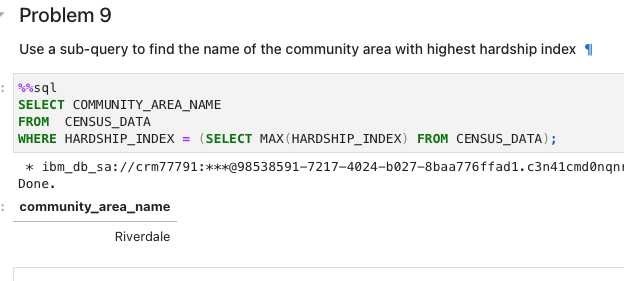 Problem 9
Use a sub-query to find the name of the community area with highest hardship index ¶
%%sql
SELECT COMMUNITY_AREA_NAME
FROM  CENSUS_DATA
WHERE HARDSHIP_INDEX = (SELECT MAX(HARDSHIP_INDEX) FROM CENSUS_DATA);
* ibm_db_sa://crm77791:***@98538591-7217-4024-b027-8baa776ffad1.c3n41cmd0nqnr
Done.
community_area_name
Riverdale